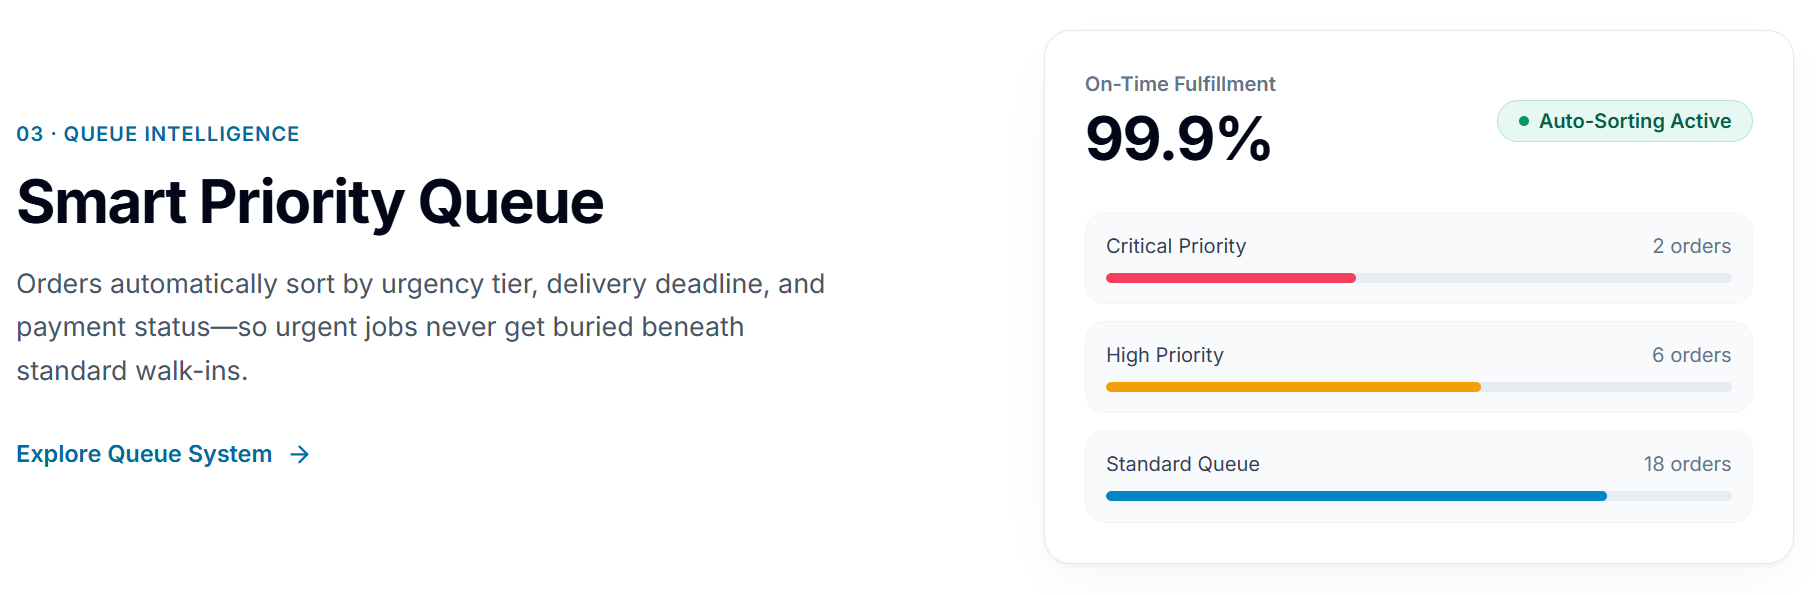 03 · QUEUE INTELLIGENCE
Smart Priority Queue
Orders automatically sort by urgency tier, delivery deadline, and
payment status—so urgent jobs never get buried beneath
standard walk-ins.
Explore Queue System →
On-Time Fulfillment
99.9%
Auto-Sorting Active
Critical Priority 2 orders
High Priority 6 orders
Standard Queue 18 orders